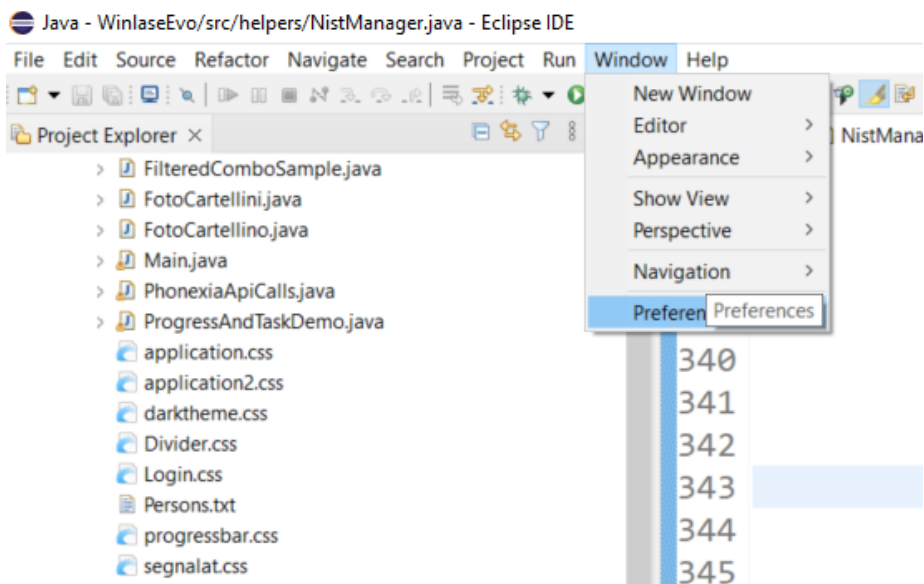 Java - WinlaseEvo/src/helpers/NistManager.java - Eclipse IDE
File Edit Source Refactor Navigate Search Project Run Window Help
Project Explorer
NistMana
New Window
Editor
Appearance
Show View
Perspective
Navigation
Preferen Preferences
FilteredComboSample.java
FotoCartellini.java
FotoCartellino.java
Main.java
PhonexiaApiCalls.java
ProgressAndTaskDemo.java
application.css
application2.css
darktheme.css
Divider.css
Login.css
Persons.txt
progressbar.css
segnalat.css
340
341
342
343
344
345